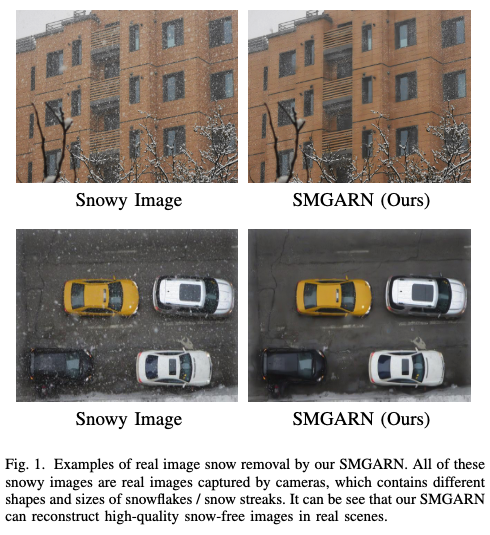 Snowy Image
SMGARN (Ours)
Snowy Image
SMGARN (Ours)
Fig. 1. Examples of real image snow removal by our SMGARN. All of these
snowy images are real images captured by cameras, which contains different
shapes and sizes of snowflakes / snow streaks. It can be see that our SMGARN
can reconstruct high-quality snow-free images in real scenes.